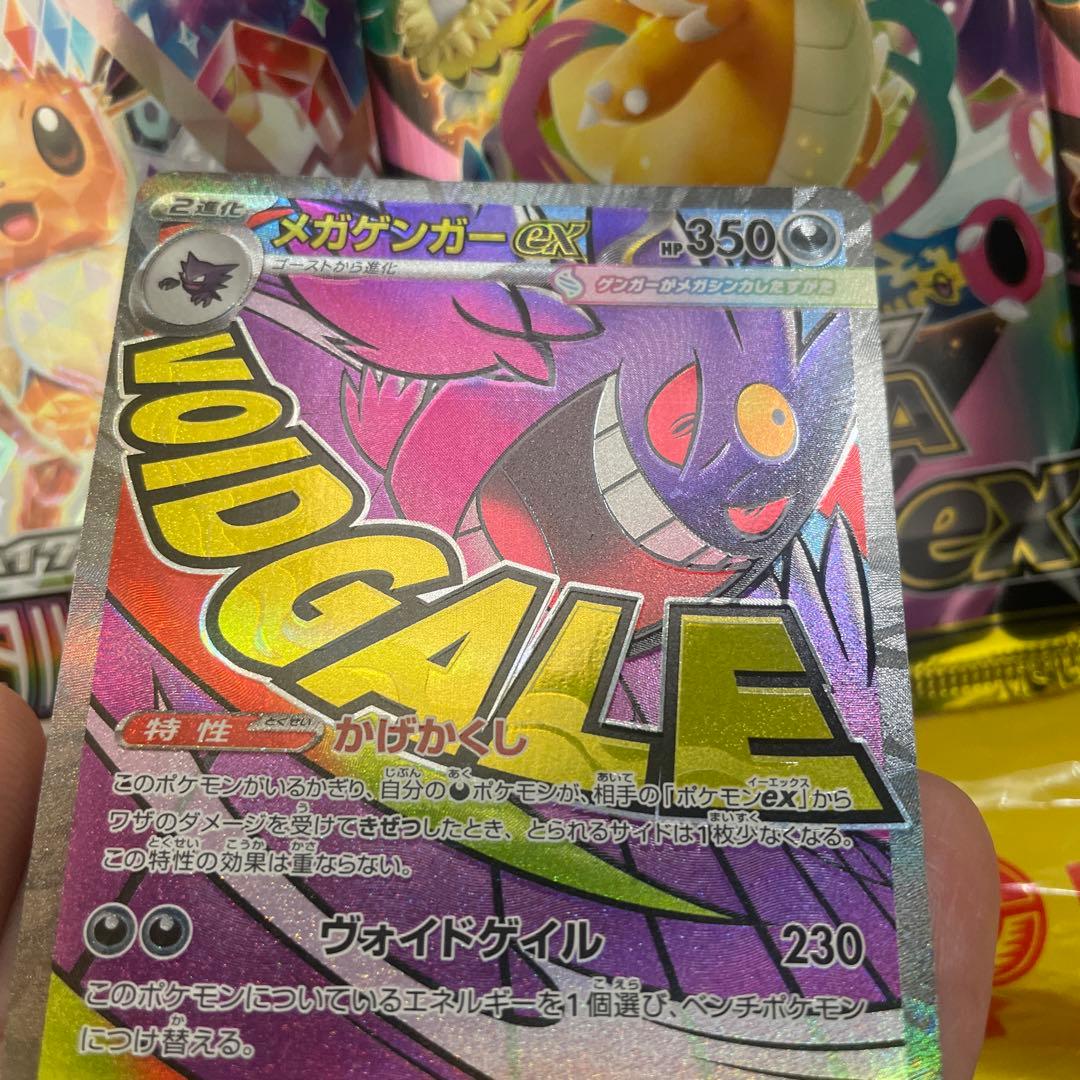 2進化
メガゲンガーex
HP350
ゴーストから進化
ゲンガーがメガシンカしたすがた
VOID GALE
特性
とくせい
かげかくし
このポケモンがいるかぎり、自分のポケモンが、相手の「ポケモンex」から
ワザのダメージを受けてきぜつしたとき、とられるサイドは1枚少なくなる。
この特性の効果は重ならない。
ヴォイドゲイル 230
このポケモンについているエネルギーを1個選び、ベンチポケモン
につけ替える。
ex